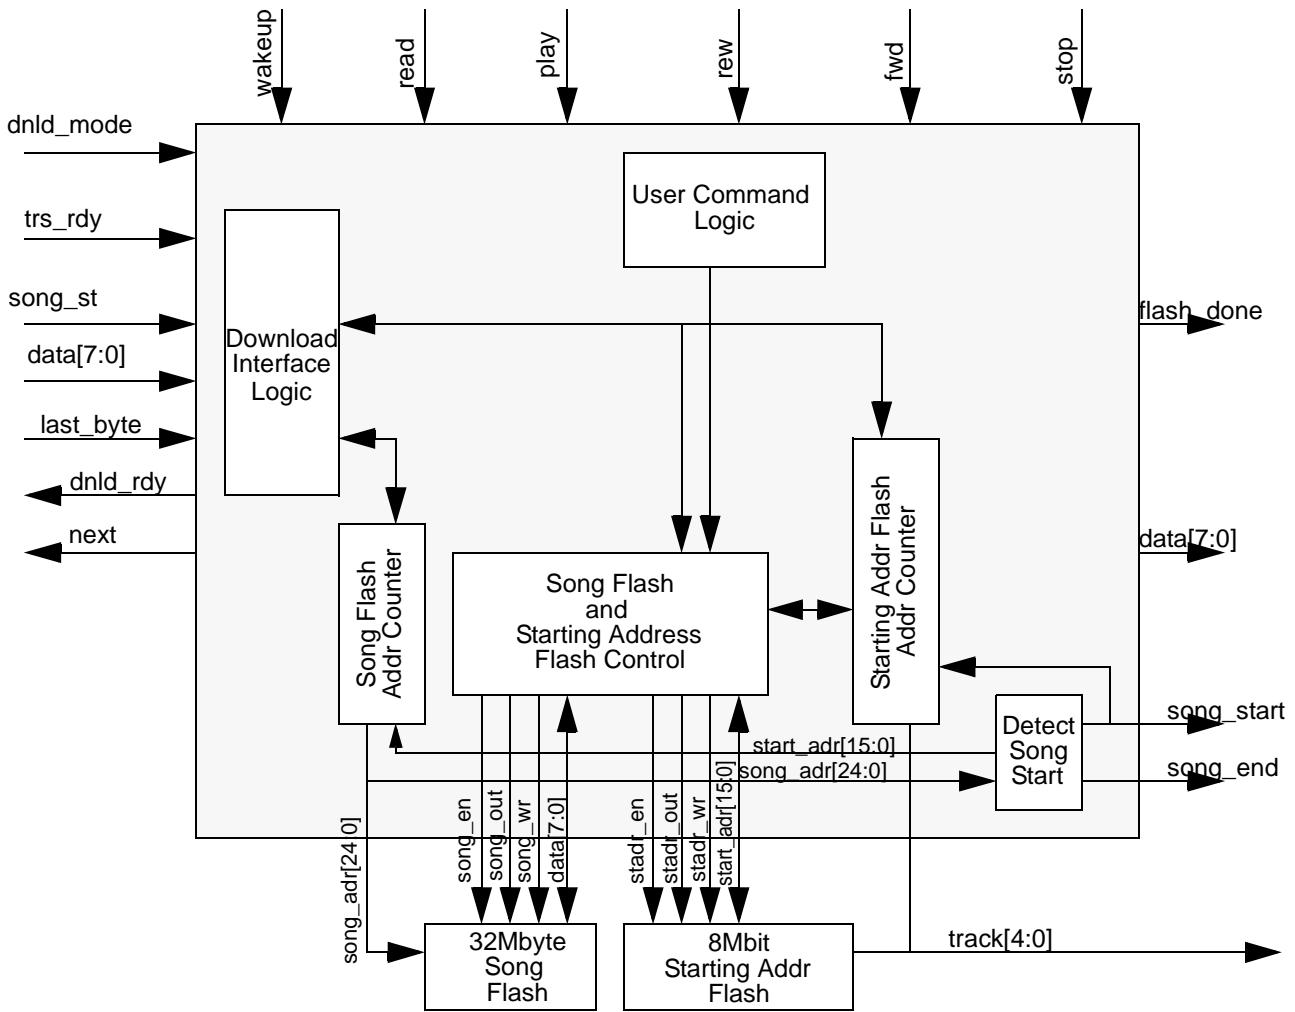 wakeup
read
play
rew
fwd
stop
dnld_mode
trs_rdy
song_st
data[7:0]
last_byte
dnld_rdy
next
User Command
Logic
Download
Interface
Logic
flash_done
data[7:0]
Song Flash
Addr Counter
Song Flash
and
Starting Address
Flash Control
Starting Addr Flash
Addr Counter
Detect
Song
Start
song_start
song_end
start_adr[15:0]
song_adr[24:0]
song_adr[24:0]
song_en
song_out
song_wr
data[7:0]
stadr_en
stadr_out
stadr_wr
start_adr[15:0]
32Mbyte
Song
Flash
8Mbit
Starting Addr
Flash
track[4:0]